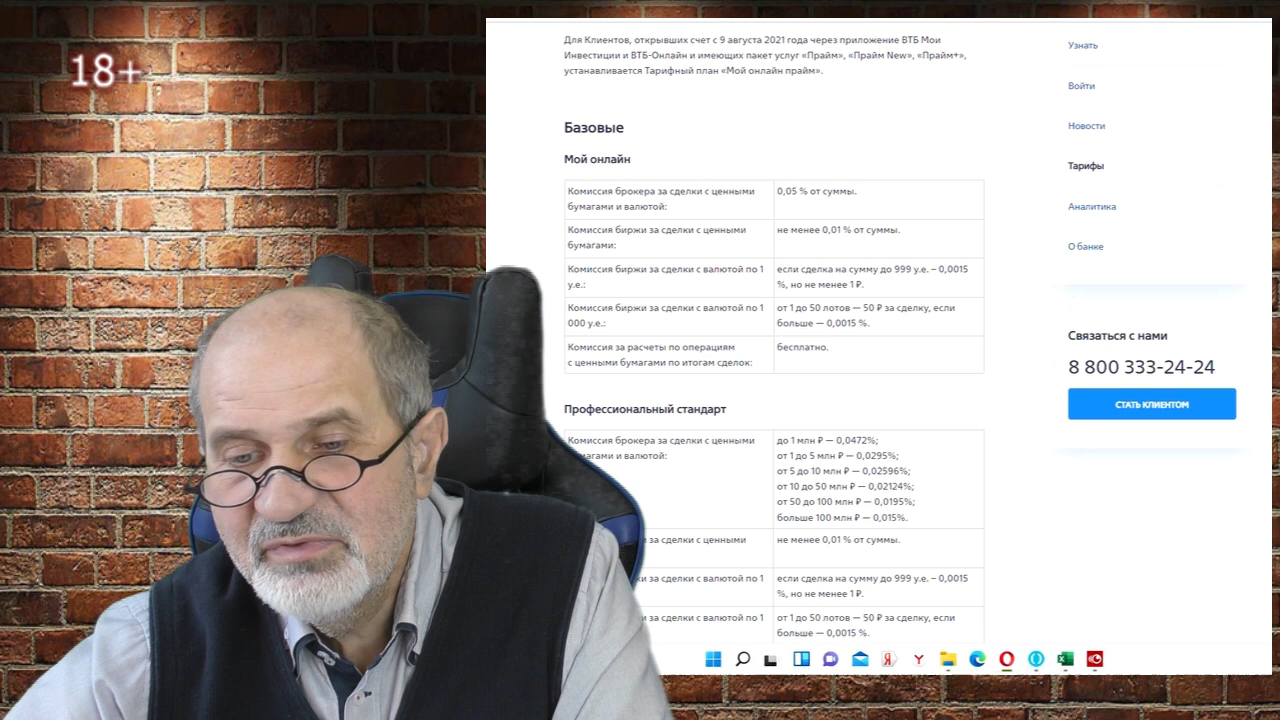 18+
Для Клиентов, открывших счет с 9 августа 2021 года через приложение ВТБ Мои
Инвестиции и ВТБ-Онлайн и имеющих пакет услуг «Прайм», «Прайм New», «Прайм+»,
устанавливается Тарифный план «Мой онлайн прайм».
Базовые
Мой онлайн
Комиссия брокера за сделки с ценными
бумагами и валютой:
0,05 % от суммы.
Комиссия биржи за сделки с ценными
бумагами:
не менее 0,01 % от суммы.
Комиссия биржи за сделки с валютой по 1
у.е.:
если сделка на сумму до 999 у.е. – 0,0015
%, но не менее 1 ₽.
Комиссия биржи за сделки с валютой по 1
000 у.е.:
от 1 до 50 лотов — 50 ₽ за сделку, если
больше — 0,0015 %.
Комиссия за расчеты по операциям
с ценными бумагами по итогам сделок:
бесплатно.
Профессиональный стандарт
Комиссия брокера за сделки с ценными
и валютой:
до 1 млн ₽ — 0,0472%;
от 1 до 5 млн ₽ — 0,0295%;
от 5 до 10 млн ₽ — 0,02596%;
от 10 до 50 млн ₽ — 0,02124%;
от 50 до 100 млн ₽ — 0,0195%;
больше 100 млн ₽ — 0,015%.
за сделки с ценными
не менее 0,01 % от суммы.
за сделки с валютой по 1
если сделка на сумму до 999 у.е. – 0,0015
%, но не менее 1 ₽.
за сделки с валютой по 1
от 1 до 50 лотов — 50 ₽ за сделку, если
больше — 0,0015 %.
Узнать
Войти
Новости
Тарифы
Аналитика
О банке
Связаться с нами
8 800 333-24-24
СТАТЬ КЛИЕНТОМ